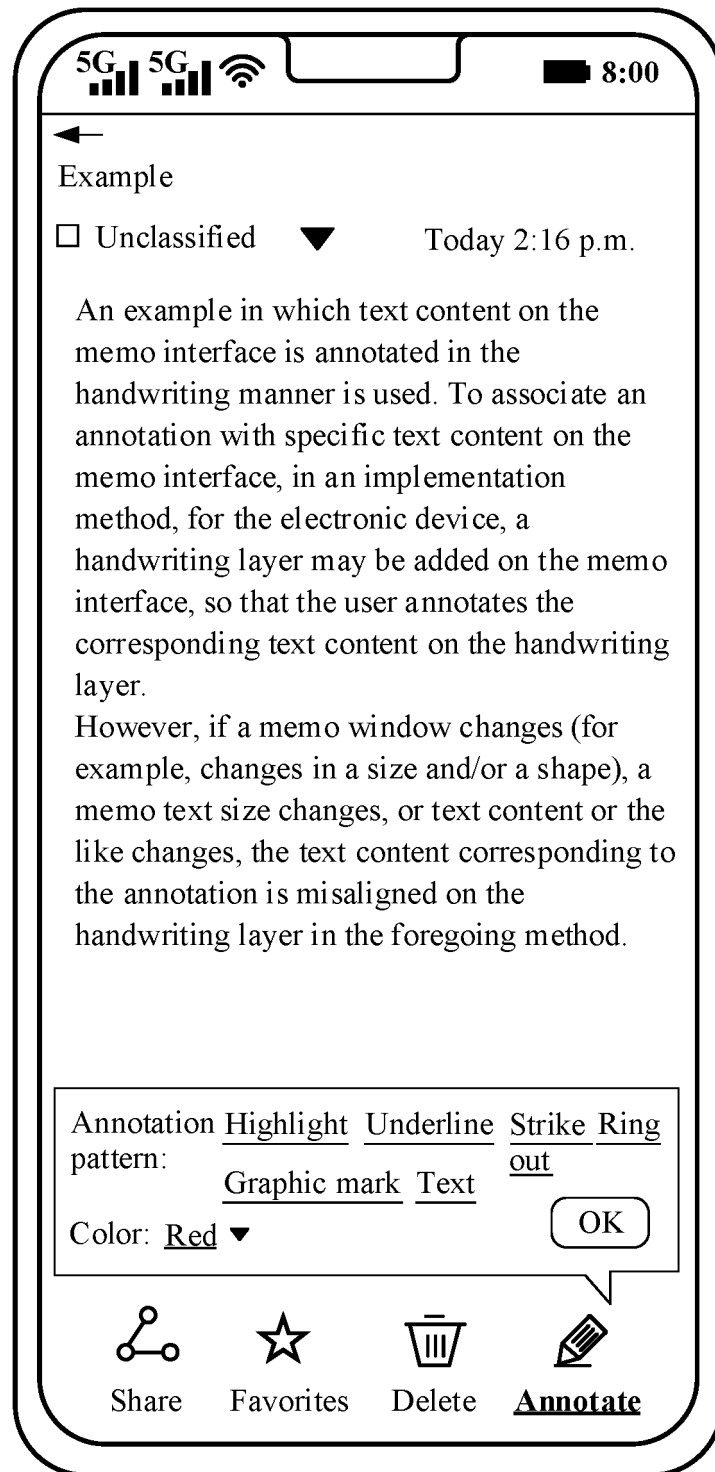 5G 5G 8:00
Example
Unclassified Today 2:16 p.m.
An example in which text content on the
memo interface is annotated in the
handwriting manner is used. To associate an
annotation with specific text content on the
memo interface, in an implementation
method, for the electronic device, a
handwriting layer may be added on the memo
interface, so that the user annotates the
corresponding text content on the handwriting
layer.
However, if a memo window changes (for
example, changes in a size and/or a shape), a
memo text size changes, or text content or the
like changes, the text content corresponding to
the annotation is misaligned on the
handwriting layer in the foregoing method.
Annotation pattern: Highlight Underline Strike out Ring
Graphic mark Text
Color: Red OK
Share Favorites Delete Annotate